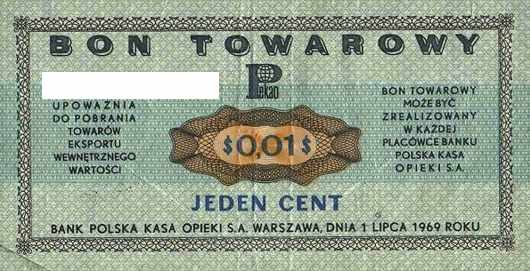 BON TOWAROWY
Pekao
UPOWAŻNIA
DO POBRANIA
TOWARÓW
EKSPORTU
WEWNĘTRZNEGO
WARTOŚCI
$0,01$
BON TOWAROWY
MOŻE BYĆ
ZREALIZOWANY
W KAŻDEJ
PLACÓWCE BANKU
POLSKA KASA
OPIEKI S.A.
JEDEN CENT
BANK POLSKA KASA OPIEKI S.A. WARSZAWA, DNIA 1 LIPCA 1969 ROKU